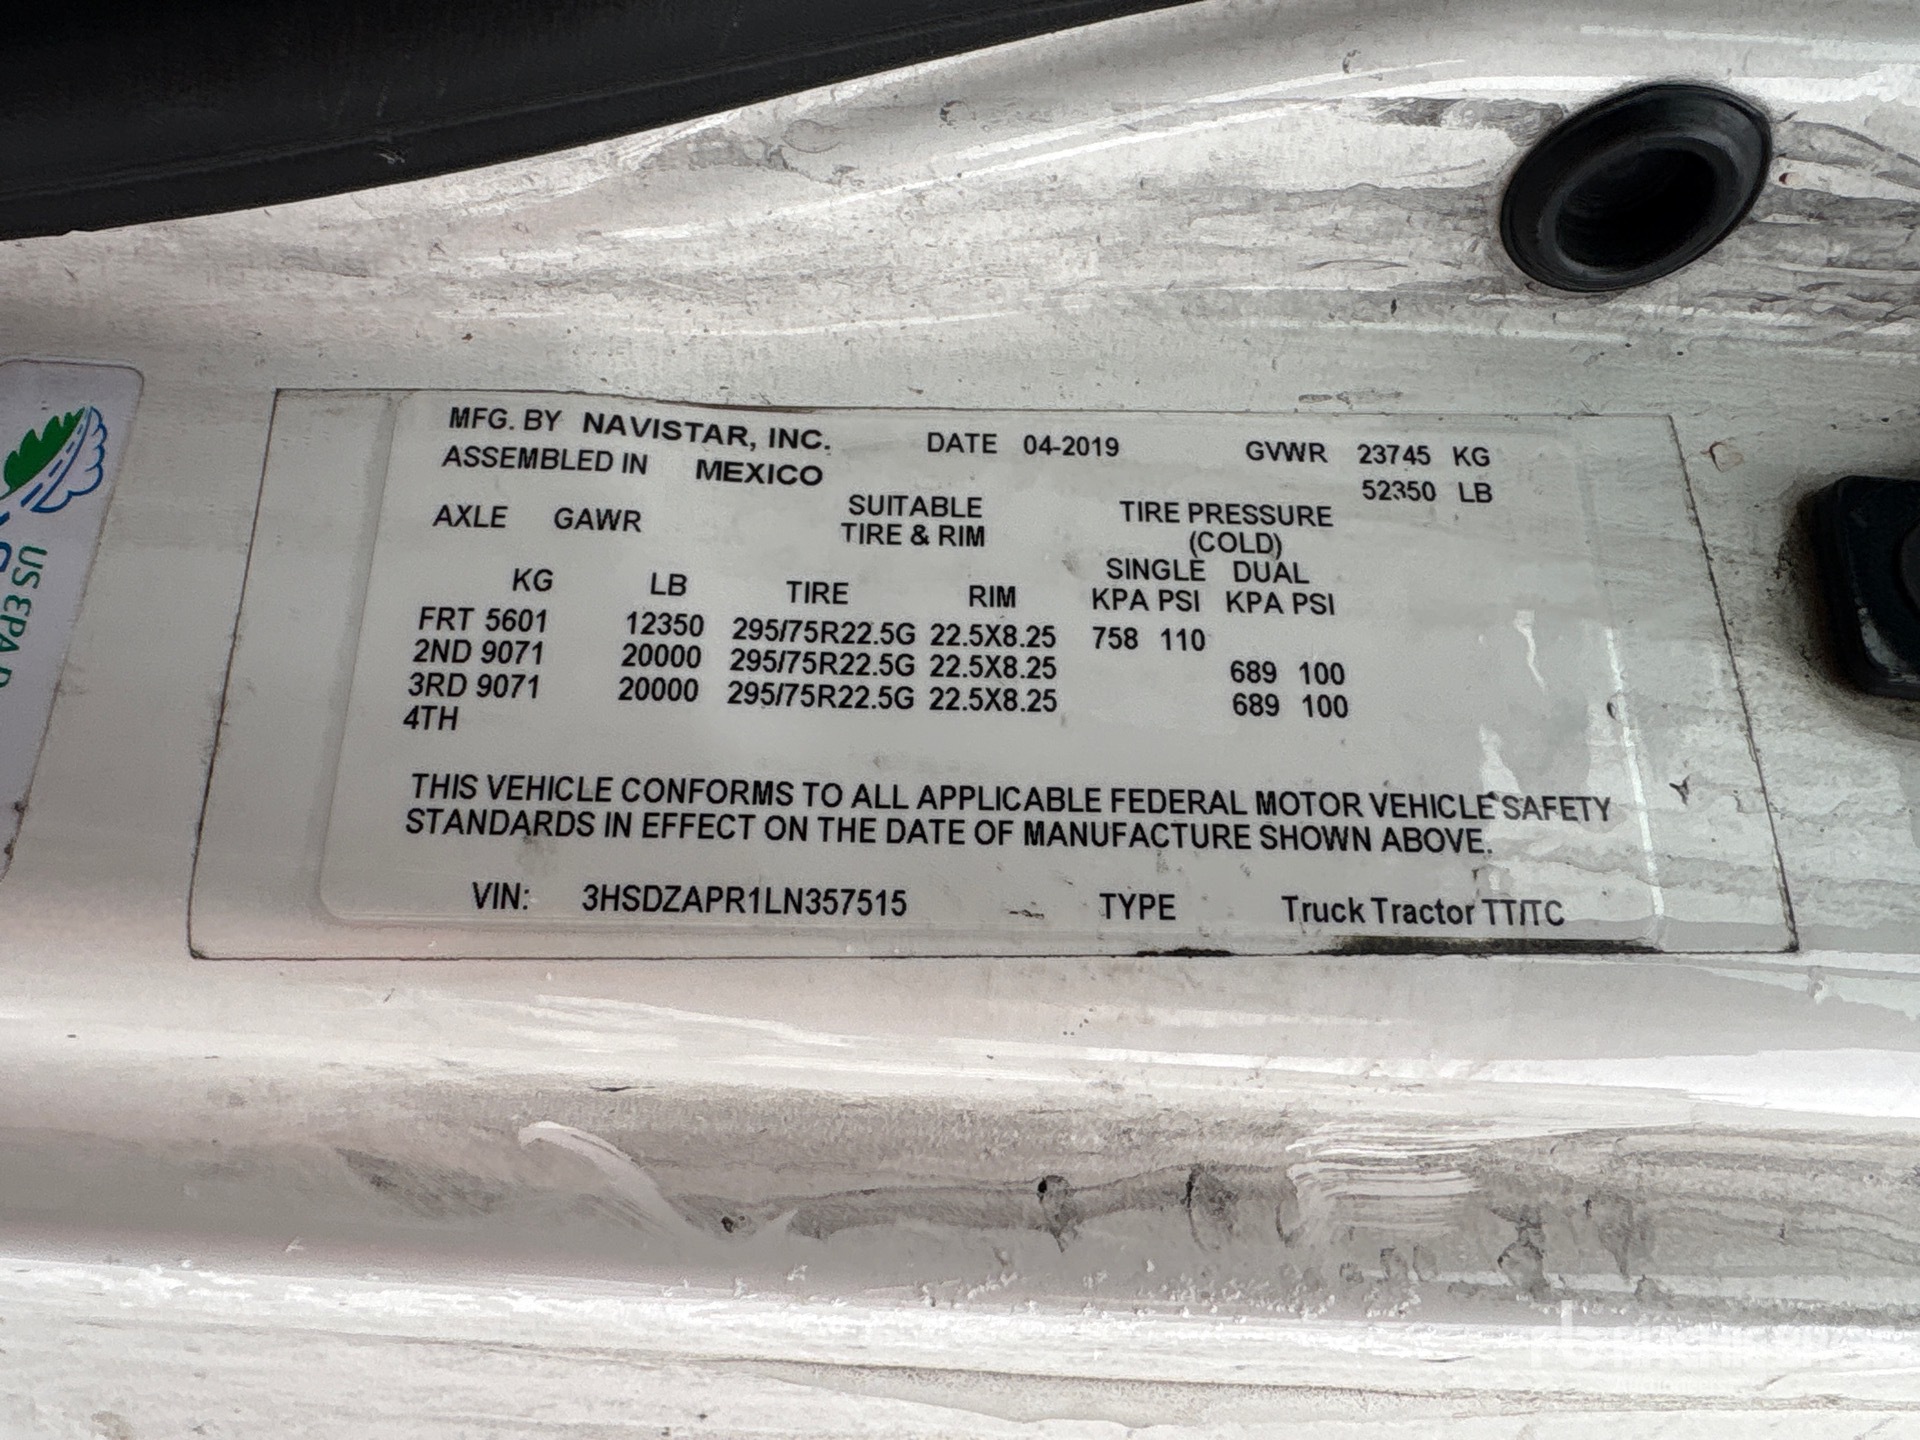 MFG. BY NAVISTAR, INC. DATE 04-2019 GVWR 23745 KG
ASSEMBLED IN MEXICO 52350 LB
AXLE GAWR SUITABLE TIRE PRESSURE
TIRE & RIM (COLD)
SINGLE DUAL
KG LB TIRE RIM KPA PSI KPA PSI
FRT 5601 12350 295/75R22.5G 22.5X8.25 758 110
2ND 9071 20000 295/75R22.5G 22.5X8.25 689 100
3RD 9071 20000 295/75R22.5G 22.5X8.25 689 100
4TH
THIS VEHICLE CONFORMS TO ALL APPLICABLE FEDERAL MOTOR VEHICLE SAFETY
STANDARDS IN EFFECT ON THE DATE OF MANUFACTURE SHOWN ABOVE.
VIN: 3HSDZAPR1LN357515 TYPE Truck Tractor TT/TC
US EPA